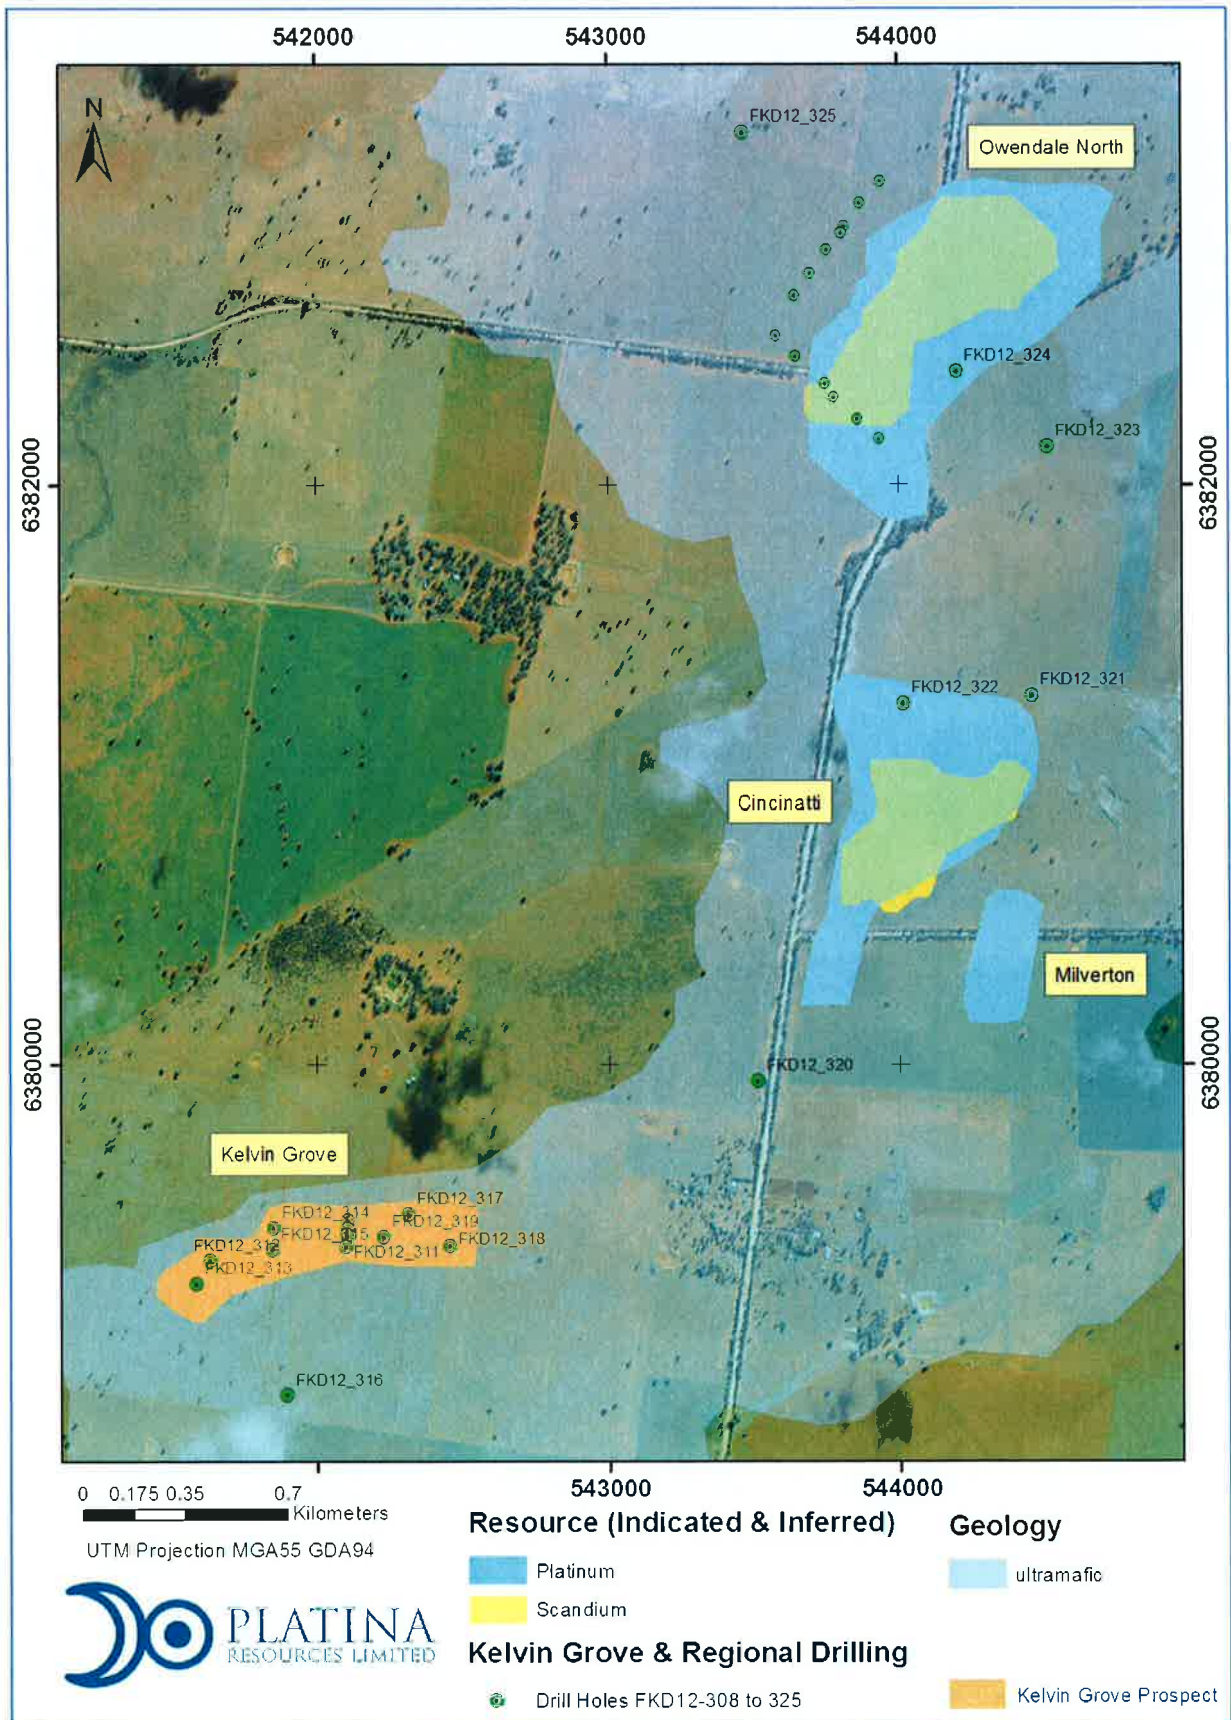 542000 543000 544000
N
FKD12_325
Owendale North
FKD12_324
FKD12_323
6382000 6382000
FKD12_322 FKD12_321
Cincinatti
Milverton
6380000 6380000
FKD12_320
Kelvin Grove
FKD12_317
FKD12_314
FKD12_319
FKD12_315
FKD12_318
FKD12_312
FKD12_311
FKD12_313
FKD12_316
543000 544000
0 0.175 0.35 0.7
Kilometers
UTM Projection MGA55 GDA94
PLATINA
RESOURCES LIMITED
Resource (Indicated & Inferred)
Platinum
Scandium
Geology
ultramafic
Kelvin Grove & Regional Drilling
Drill Holes FKD12-308 to 325
Kelvin Grove Prospect